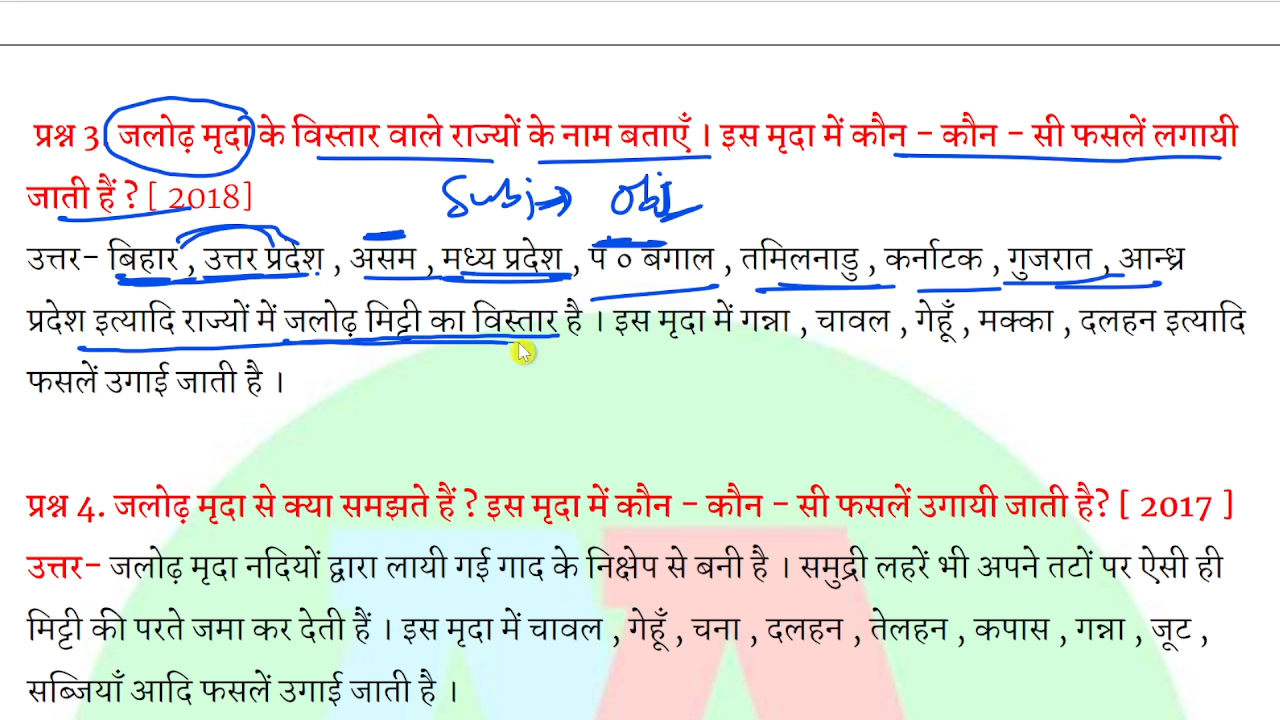 प्रश्न 3. जलोढ़ मृदा के विस्तार वाले राज्यों के नाम बताएँ । इस मृदा में कौन - कौन - सी फसलें लगायी
जाती हैं ? [ 2018]
Subj → Obj
उत्तर- बिहार , उत्तर प्रदेश , असम , मध्य प्रदेश , प ० बंगाल , तमिलनाडु , कर्नाटक , गुजरात , आन्ध्र
प्रदेश इत्यादि राज्यों में जलोढ़ मिट्टी का विस्तार है । इस मृदा में गन्ना , चावल , गेहूँ , मक्का , दलहन इत्यादि
फसलें उगाई जाती है ।
प्रश्न 4. जलोढ़ मृदा से क्या समझते हैं ? इस मृदा में कौन - कौन - सी फसलें उगायी जाती है? [ 2017 ]
उत्तर- जलोढ़ मृदा नदियों द्वारा लायी गई गाद के निक्षेप से बनी है । समुद्री लहरें भी अपने तटों पर ऐसी ही
मिट्टी की परते जमा कर देती हैं । इस मृदा में चावल , गेहूँ , चना , दलहन , तेलहन , कपास , गन्ना , जूट ,
सब्जियाँ आदि फसलें उगाई जाती है ।